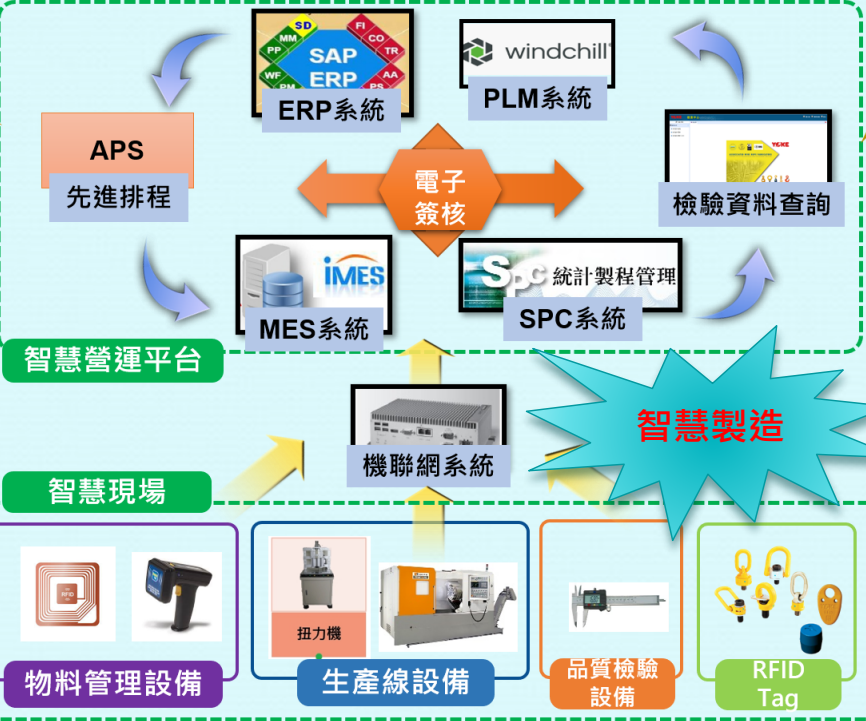 SD
FI
MM
CO
PP
TR
SAP
ERP
WF
AA
PM
PS
ERP系統
windchill
PLM系統
APS
先進排程
電子
簽核
YOKE
檢驗資料查詢
iMES
MES系統
SPC
統計製程管理
SPC系統
智慧營運平台
智慧製造
機聯網系統
智慧現場
RFID
扭力機
物料管理設備
生產線設備
品質檢驗
設備
RFID
Tag